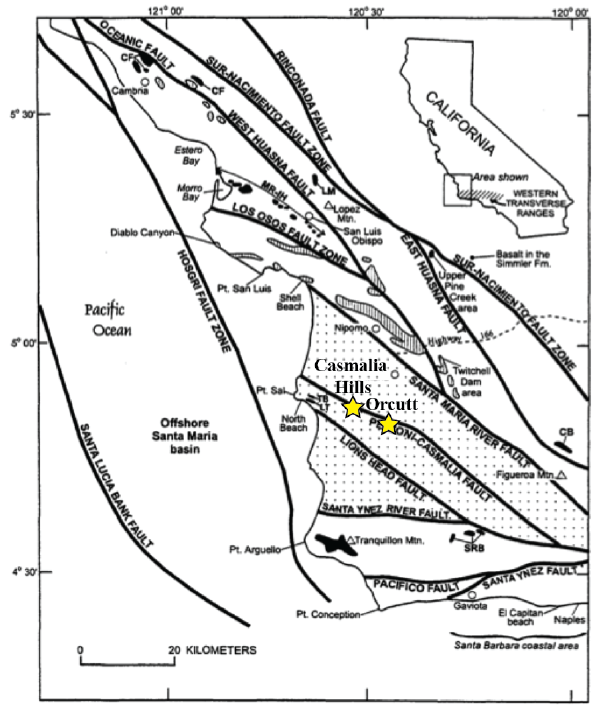 121° 00'
120° 30'
120° 00'
5° 30'
5° 00'
4° 30'
OCEANIC FAULT
SUR-NACIMIENTO FAULT ZONE
RINCONADA FAULT
CF
Cambria
CF
WEST HUASNA FAULT
CALIFORNIA
Area shown
WESTERN
TRANSVERSE
RANGES
Estero
Bay
MR-IH
LM
Morro
Bay
Lopez
Mtn.
LOS OSOS FAULT ZONE
San Luis
Obispo
Diablo Canyon
EAST HUASNA FAULT
SUR-NACIMIENTO FAULT ZONE
Basalt in the
Simmler Fm.
Upper
Pine
Creek
area
Pt. San Luis
Shell
Beach
HOSGRI FAULT ZONE
Pacific
Ocean
Nipomo
Highway 166
Twitchell
Dam
area
Casmalia
Hills
Orcutt
SANTA MARIA RIVER FAULT
Pt. Sal
TB
LT
North
Beach
CB
Offshore
Santa Maria
basin
LIONS HEAD FAULT
Figueroa Mtn.
SANTA LUCIA BANK FAULT
SANTA YNEZ RIVER FAULT
Tranquillon Mtn.
SRB
Pt. Arguello
PACIFICO FAULT
SANTA YNEZ FAULT
Pt. Conception
Gaviota
El Capitan
beach
Naples
Santa Barbara coastal area
0 20 KILOMETERS